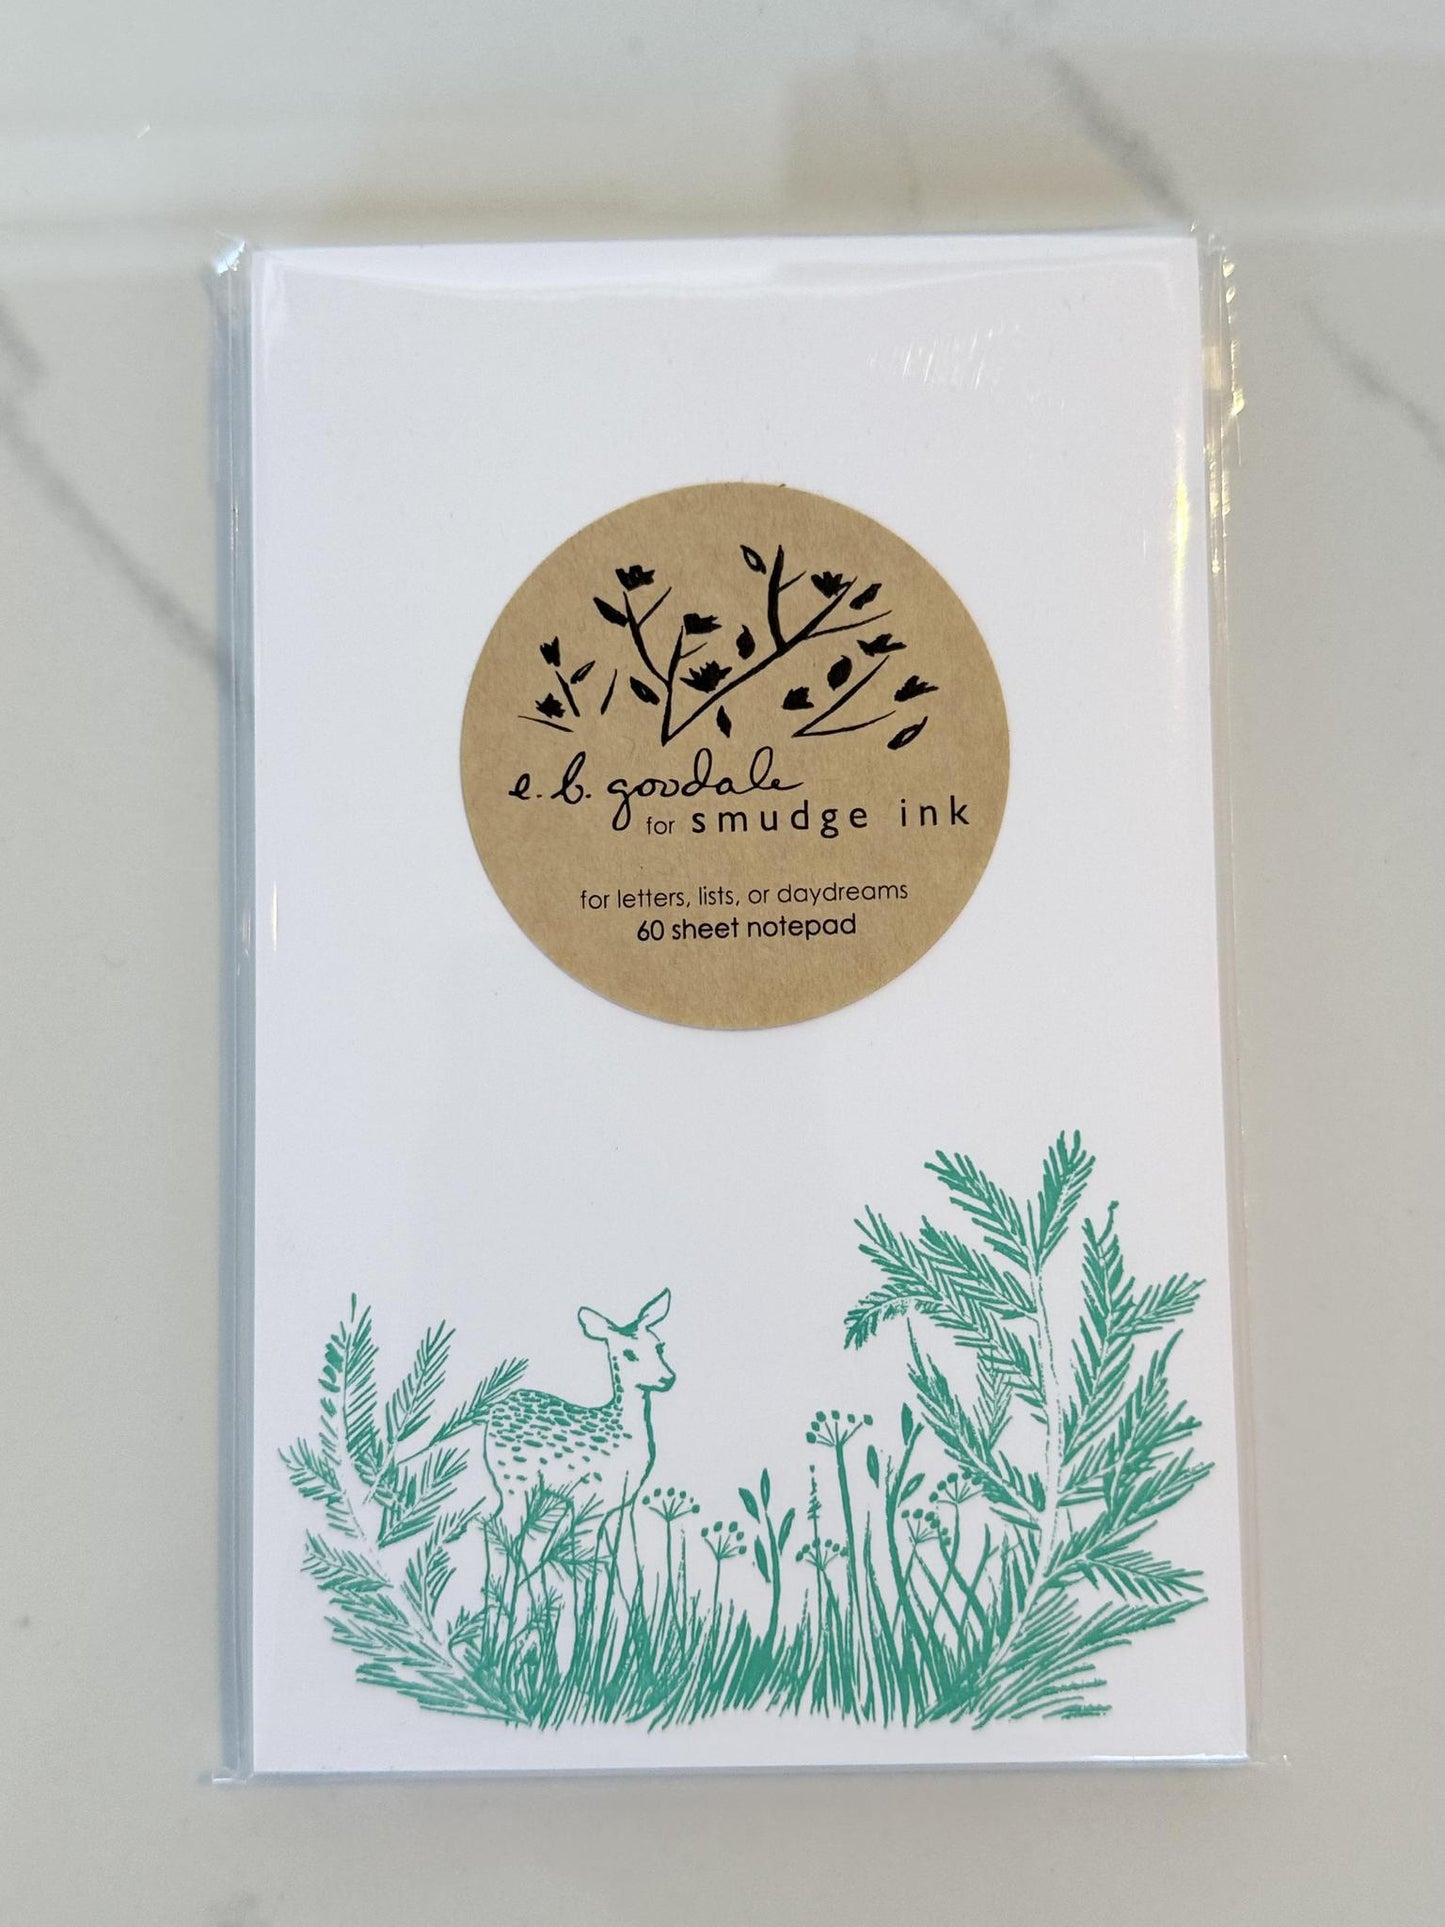 e. b. goodale
for smudge ink
for letters, lists, or daydreams
60 sheet notepad